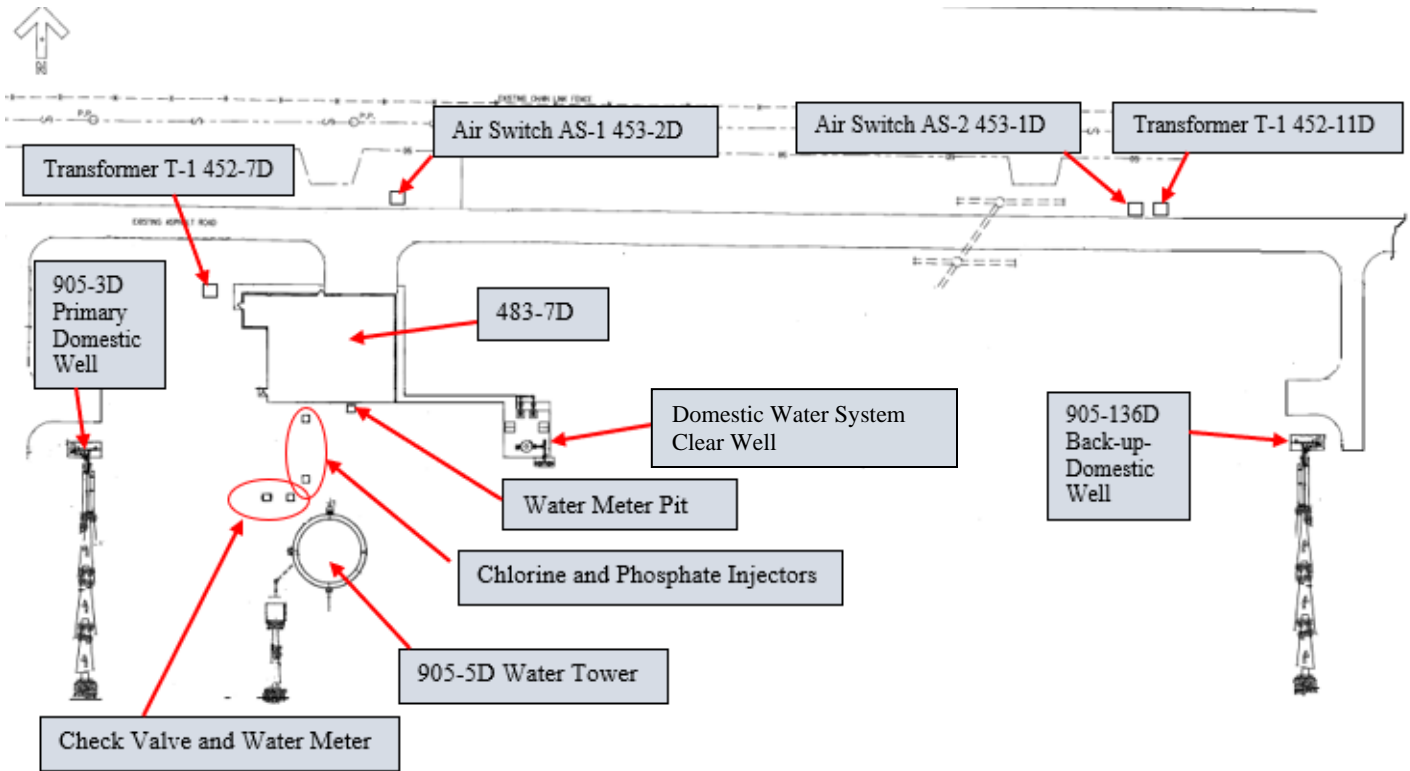 N
EXISTING CHAIN LINK FENCE
P.P.
P.P.
Air Switch AS-1 453-2D
Air Switch AS-2 453-1D
Transformer T-1 452-11D
Transformer T-1 452-7D
EXISTING ASPHALT ROAD
905-3D
Primary
Domestic
Well
483-7D
Domestic Water System
Clear Well
905-136D
Back-up-
Domestic
Well
Water Meter Pit
Chlorine and Phosphate Injectors
905-5D Water Tower
Check Valve and Water Meter